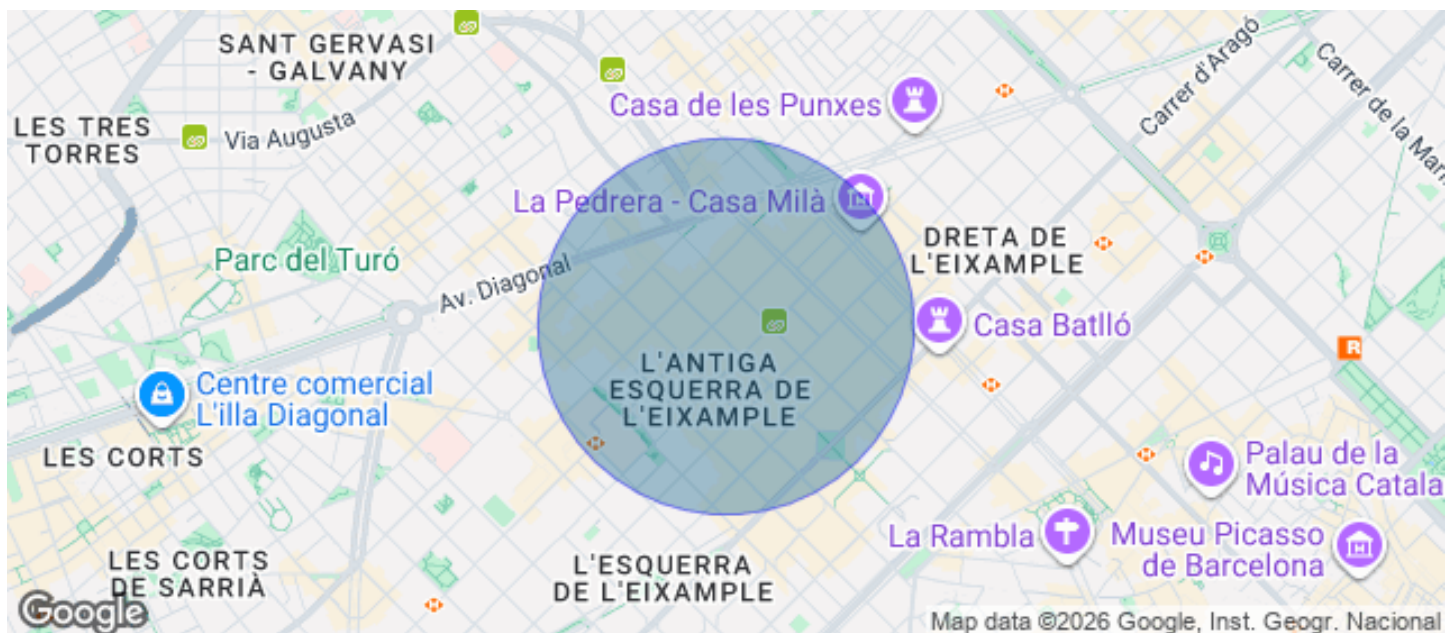 SANT GERVASI
- GALVANY
Casa de les Punxes
Carrer d'Aragó
LES TRES
TORRES
Via Augusta
La Pedrera - Casa Milà
DRETA DE
L'EIXAMPLE
Parc del Turó
Av. Diagonal
Casa Batlló
Centre comercial
L'illa Diagonal
L'ANTIGA
ESQUERRA DE
L'EIXAMPLE
LES CORTS
R
Palau de la
Música Catala
La Rambla
Museu Picasso
de Barcelona
LES CORTS
DE SARRIÀ
L'ESQUERRA
DE L'EIXAMPLE
Google
Map data ©2026 Google, Inst. Geogr. Nacional
Carrer de la Mari